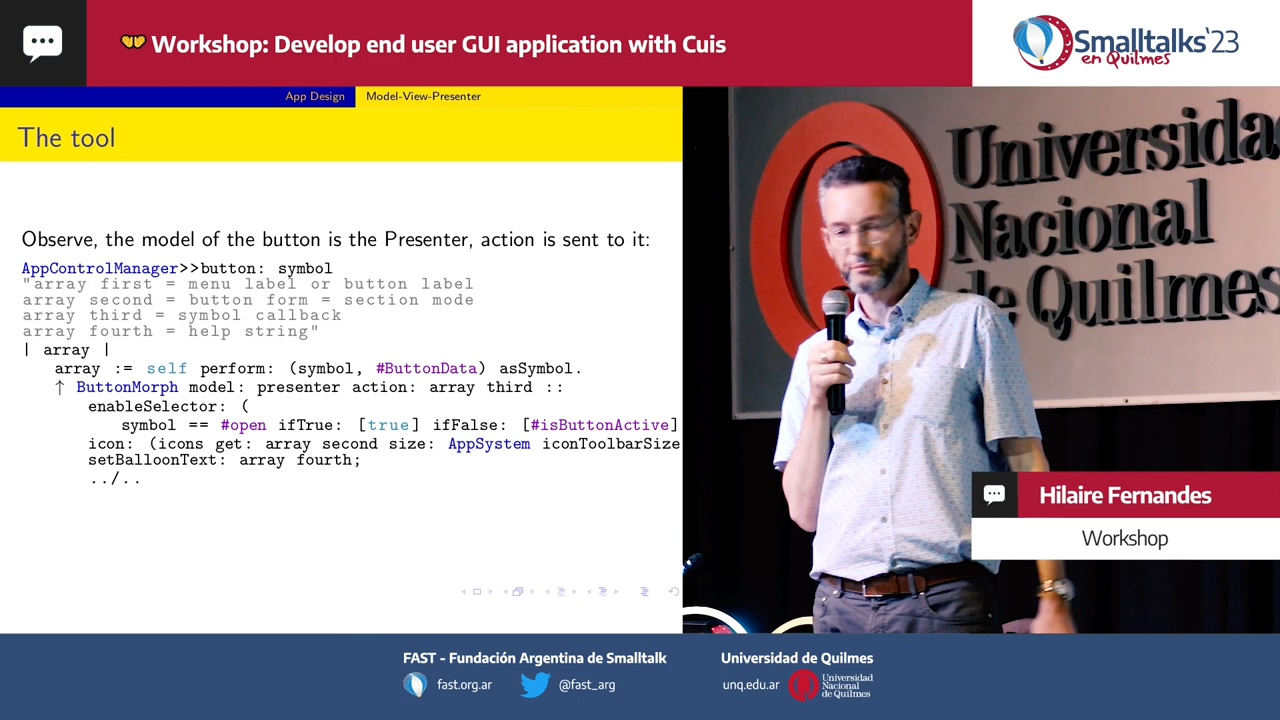 Workshop: Develop end user GUI application with Cuis
Smalltalks'23
en Quilmes
App Design
Model-View-Presenter
The tool
Observe, the model of the button is the Presenter, action is sent to it:
AppControlManager>>button: symbol
"array first = menu label or button label
array second = button form = section mode
array third = symbol callback
array fourth = help string"
| array |
array := self perform: (symbol, #ButtonData) asSymbol.
↑ ButtonMorph model: presenter action: array third ::
enableSelector: (
symbol == #open ifTrue: [true] ifFalse: [#isButtonActive]
icon: (icons get: array second size: AppSystem iconToolbarSize
setBalloonText: array fourth;
../..
Universida
Nacional
de Quilmes
Hilaire Fernandes
Workshop
FAST - Fundación Argentina de Smalltalk
fast.org.ar
@fast_arg
Universidad de Quilmes
unq.edu.ar
Universidad
Nacional
de Quilmes